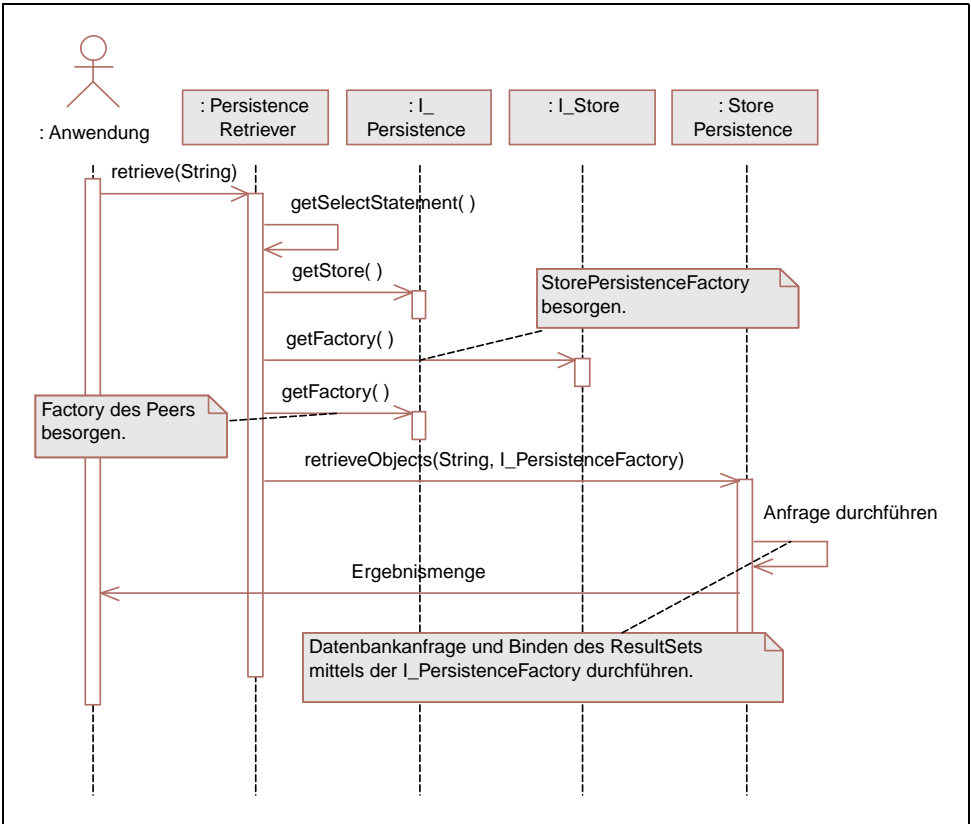 : Anwendung
: Persistence
Retriever
: I_
Persistence
: I_Store
: Store
Persistence
retrieve(String)
getSelectStatement( )
getStore( )
StorePersistenceFactory
besorgen.
getFactory( )
getFactory( )
Factory des Peers
besorgen.
retrieveObjects(String, I_PersistenceFactory)
Anfrage durchführen
Ergebnismenge
Datenbankanfrage und Binden des ResultSets
mittels der I_PersistenceFactory durchführen.